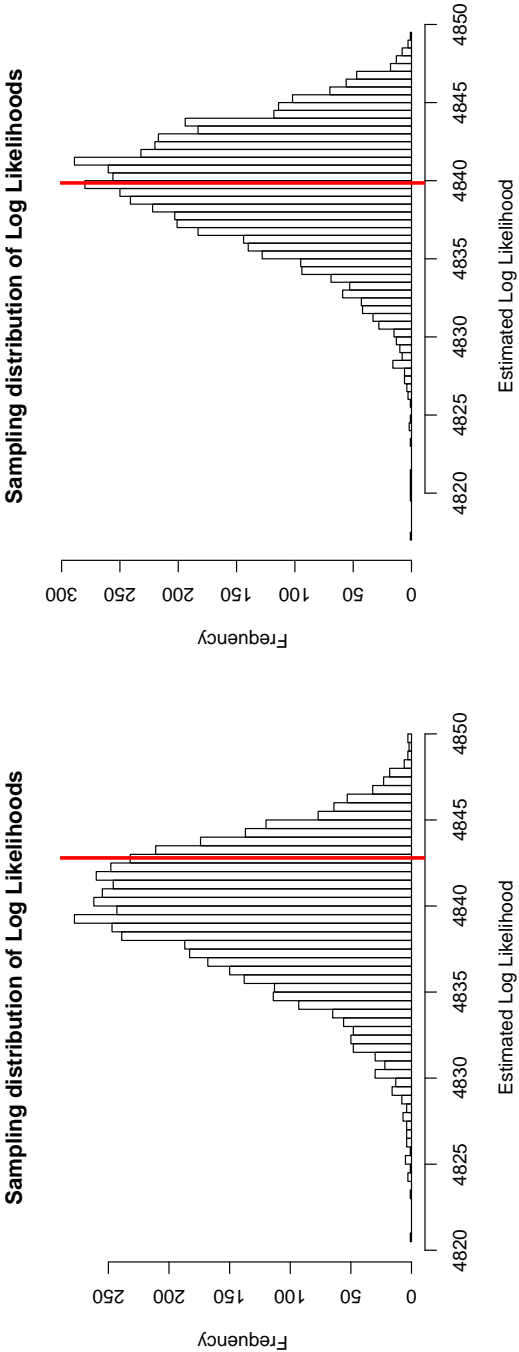 Sampling distribution of Log Likelihoods
Frequency
0 50 100 150 200 250
4820 4825 4830 4835 4840 4845 4850
Estimated Log Likelihood
Sampling distribution of Log Likelihoods
Frequency
0 50 100 150 200 250 300
4820 4825 4830 4835 4840 4845 4850
Estimated Log Likelihood